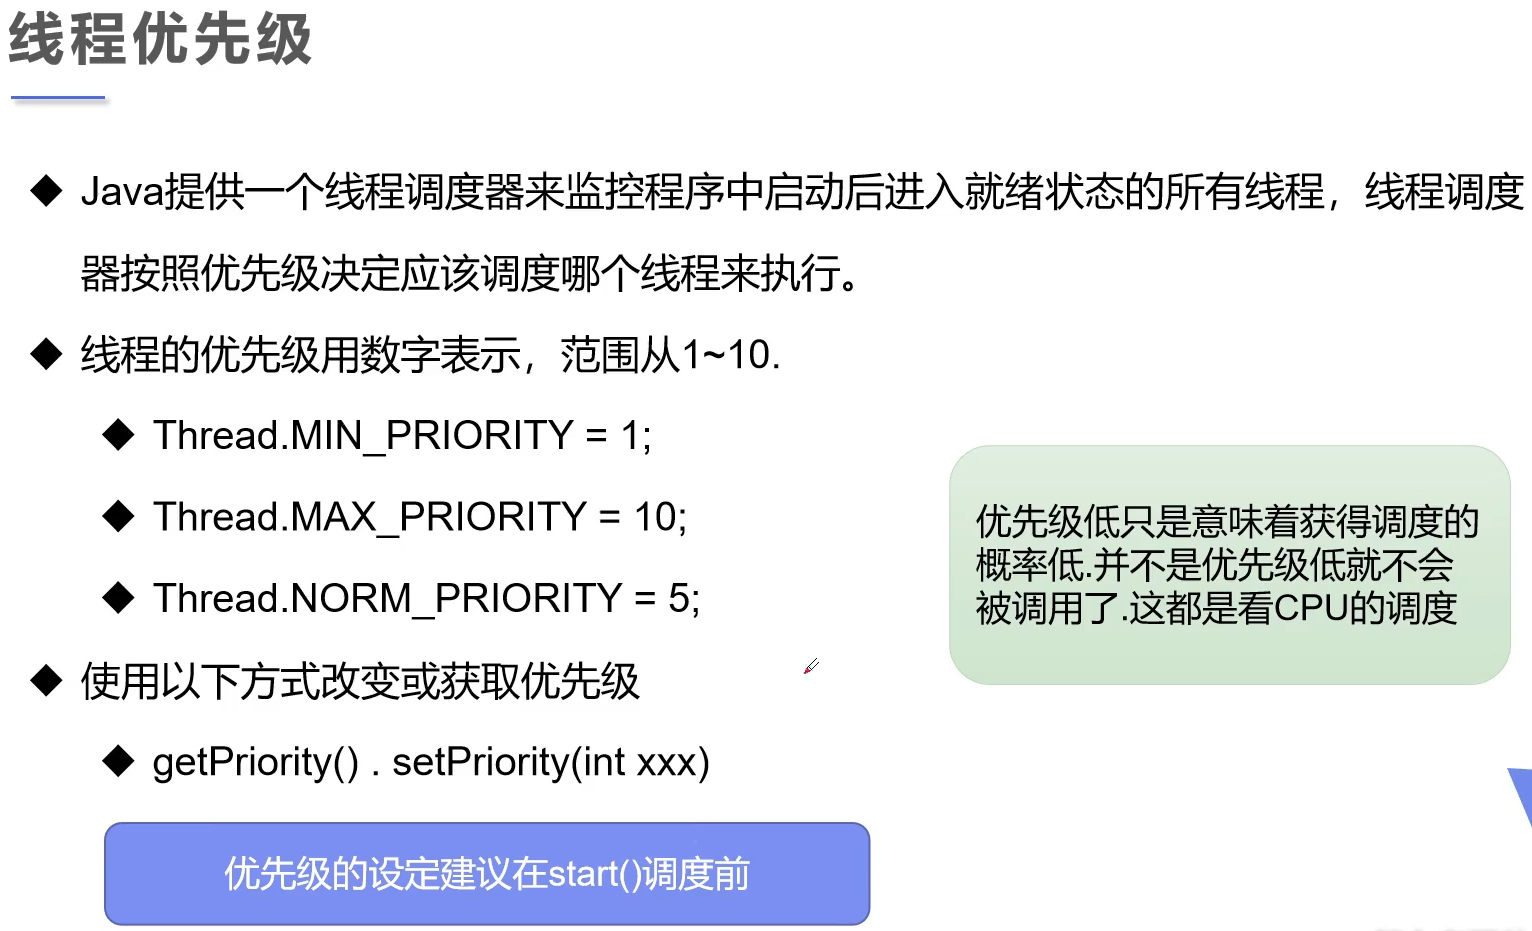 线程优先级
Java提供一个线程调度器来监控程序中启动后进入就绪状态的所有线程，线程调度
器按照优先级决定应该调度哪个线程来执行。
线程的优先级用数字表示，范围从1~10.
Thread.MIN_PRIORITY = 1;
Thread.MAX_PRIORITY = 10;
Thread.NORM_PRIORITY = 5;
使用以下方式改变或获取优先级
getPriority() . setPriority(int xxx)
优先级低只是意味着获得调度的
概率低.并不是优先级低就不会
被调用了.这都是看CPU的调度
优先级的设定建议在start()调度前